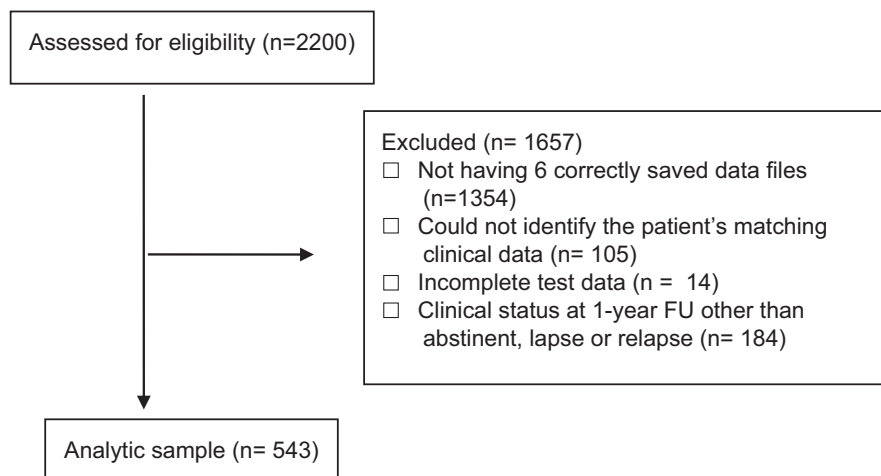 Assessed for eligibility (n=2200)
Excluded (n= 1657)
☐ Not having 6 correctly saved data files
(n=1354)
☐ Could not identify the patient's matching
clinical data (n= 105)
☐ Incomplete test data (n = 14)
☐ Clinical status at 1-year FU other than
abstinent, lapse or relapse (n= 184)
Analytic sample (n= 543)